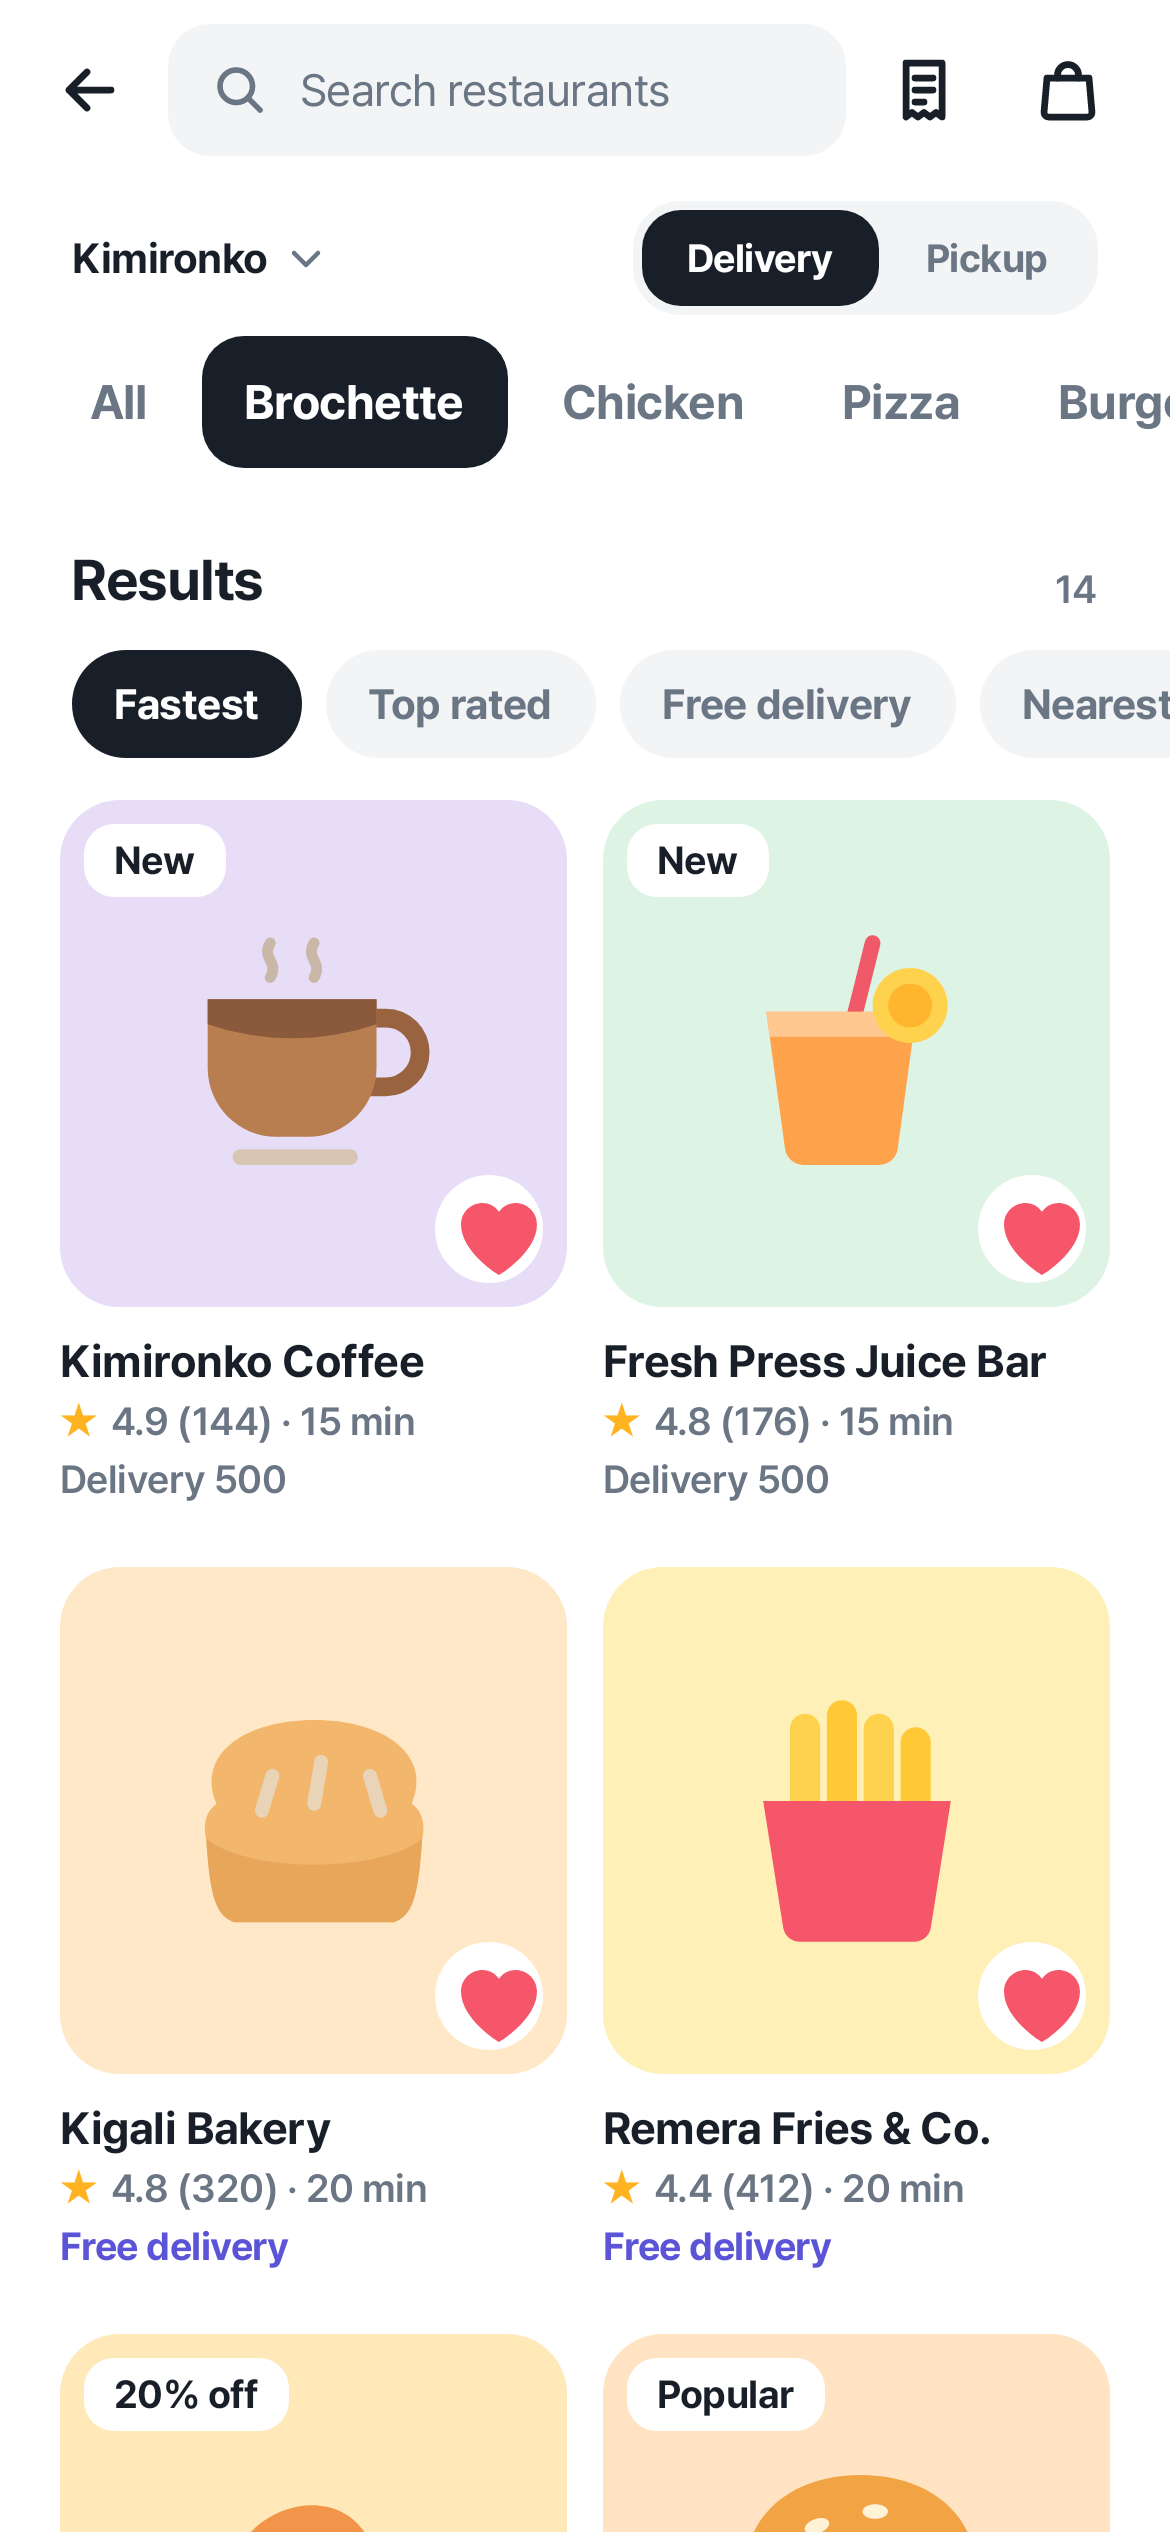 Search restaurants
Kimironko
Delivery
Pickup
All
Brochette
Chicken
Pizza
Burge
Results
14
Fastest
Top rated
Free delivery
Nearest
New
New
Kimironko Coffee
4.9 (144) · 15 min
Delivery 500
Fresh Press Juice Bar
4.8 (176) · 15 min
Delivery 500
Kigali Bakery
4.8 (320) · 20 min
Free delivery
Remera Fries & Co.
4.4 (412) · 20 min
Free delivery
20% off
Popular